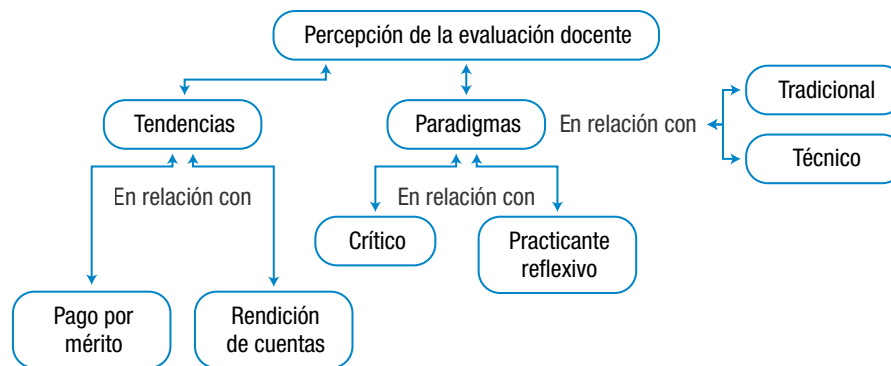 Percepción de la evaluación docente
Tradicional
Tendencias
Paradigmas
En relación con
Técnico
En relación con
En relación con
Crítico
Practicante
reflexivo
Pago por
mérito
Rendición
de cuentas